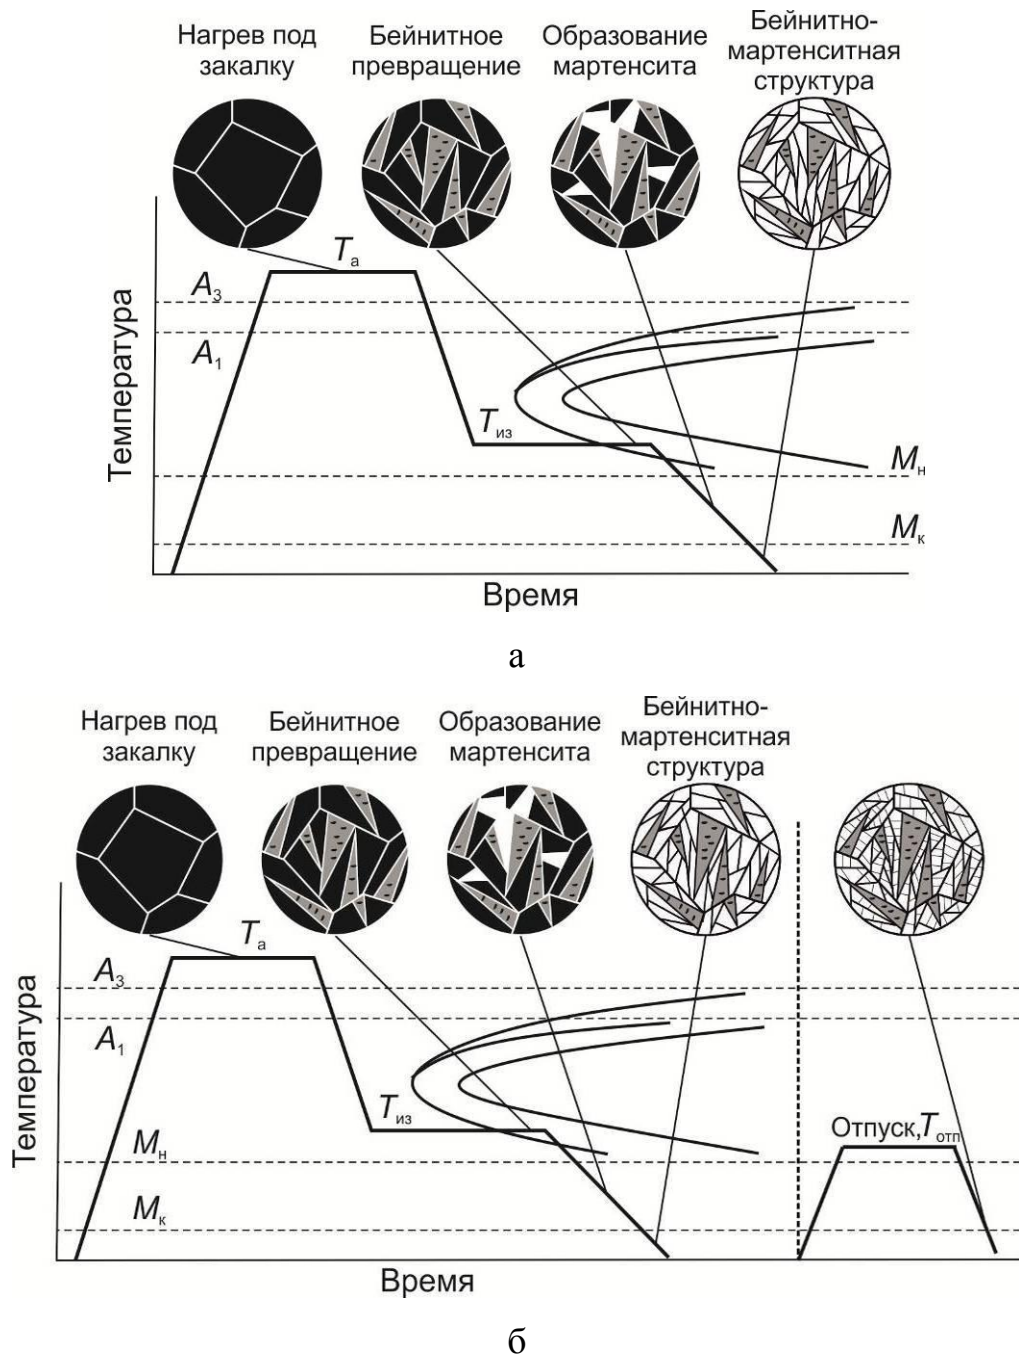 Нагрев под
закалку
Бейнитное
превращение
Образование
мартенсита
Бейнитно-
мартенситная
структура
Tа
A3
A1
Tиз
Mн
Mк
Температура
Время
а
Нагрев под
закалку
Бейнитное
превращение
Образование
мартенсита
Бейнитно-
мартенситная
структура
Tа
A3
A1
Tиз
Отпуск, Tотп
Mн
Mк
Температура
Время
б